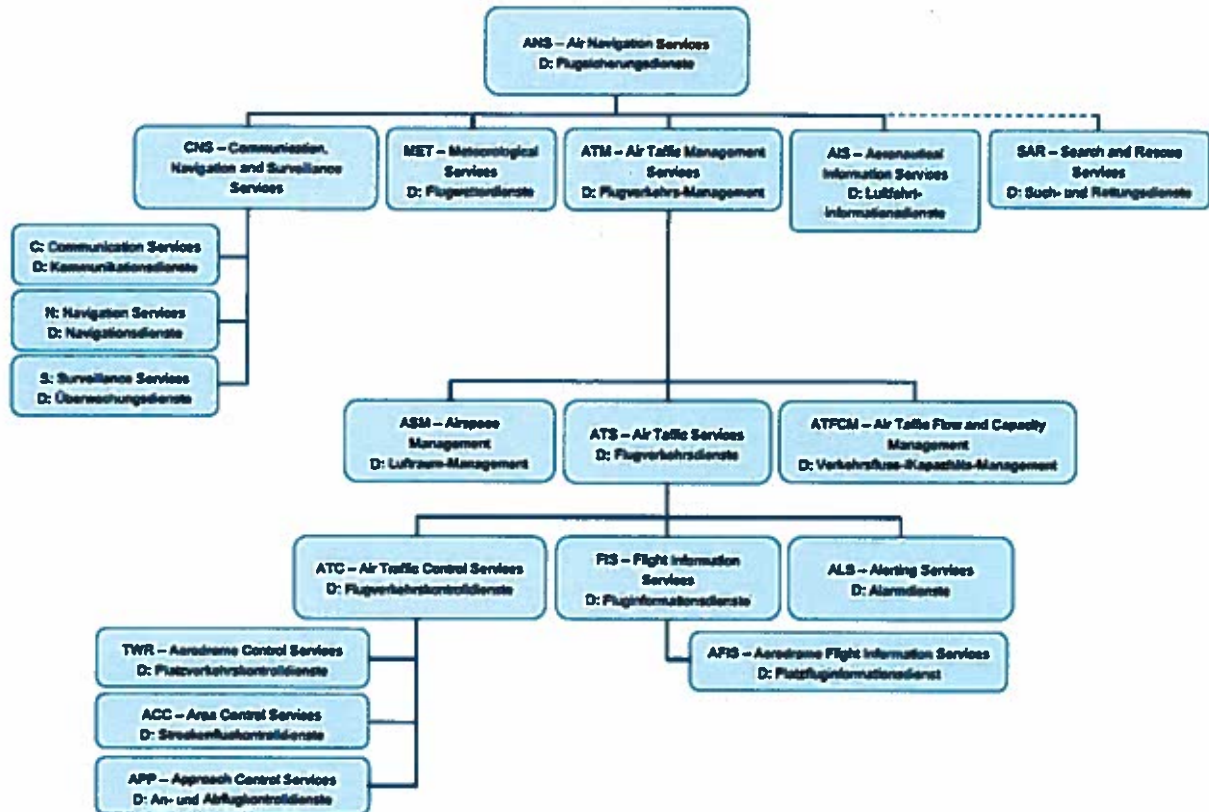 ANS – Air Navigation Services
D: Flugsicherungsdienste
CNS – Communication,
Navigation and Surveillance
Services
MET – Meteorological
Services
D: Flugwetterdienste
ATM – Air Taffic Management
Services
D: Flugverkehrs-Management
AIS – Aeronautical
Information Services
D: Luftfahrt-
Informationsdienste
SAR – Search and Rescue
Services
D: Such- und Rettungsdienste
C: Communication Services
D: Kommunikationsdienste
N: Navigation Services
D: Navigationsdienste
S: Surveillance Services
D: Überwachungsdienste
ASM – Airspace
Management
D: Luftraum-Management
ATS – Air Taffic Services
D: Flugverkehrsdienste
ATFCM – Air Taffic Flow and Capacity
Management
D: Verkehrsfluss-/Kapazitäts-Management
ATC – Air Traffic Control Services
D: Flugverkehrskontrolldienste
FIS – Flight Information
Services
D: Fluginformationsdienste
ALS – Alerting Services
D: Alarmdienste
TWR – Aerodrome Control Services
D: Platzverkehrskontrolldienste
AFIS – Aerodrome Flight Information Services
D: Platzfluginformationsdienst
ACC – Area Control Services
D: Streckenflugkontrolldienste
APP – Approach Control Services
D: An- und Abflugkontrolldienste